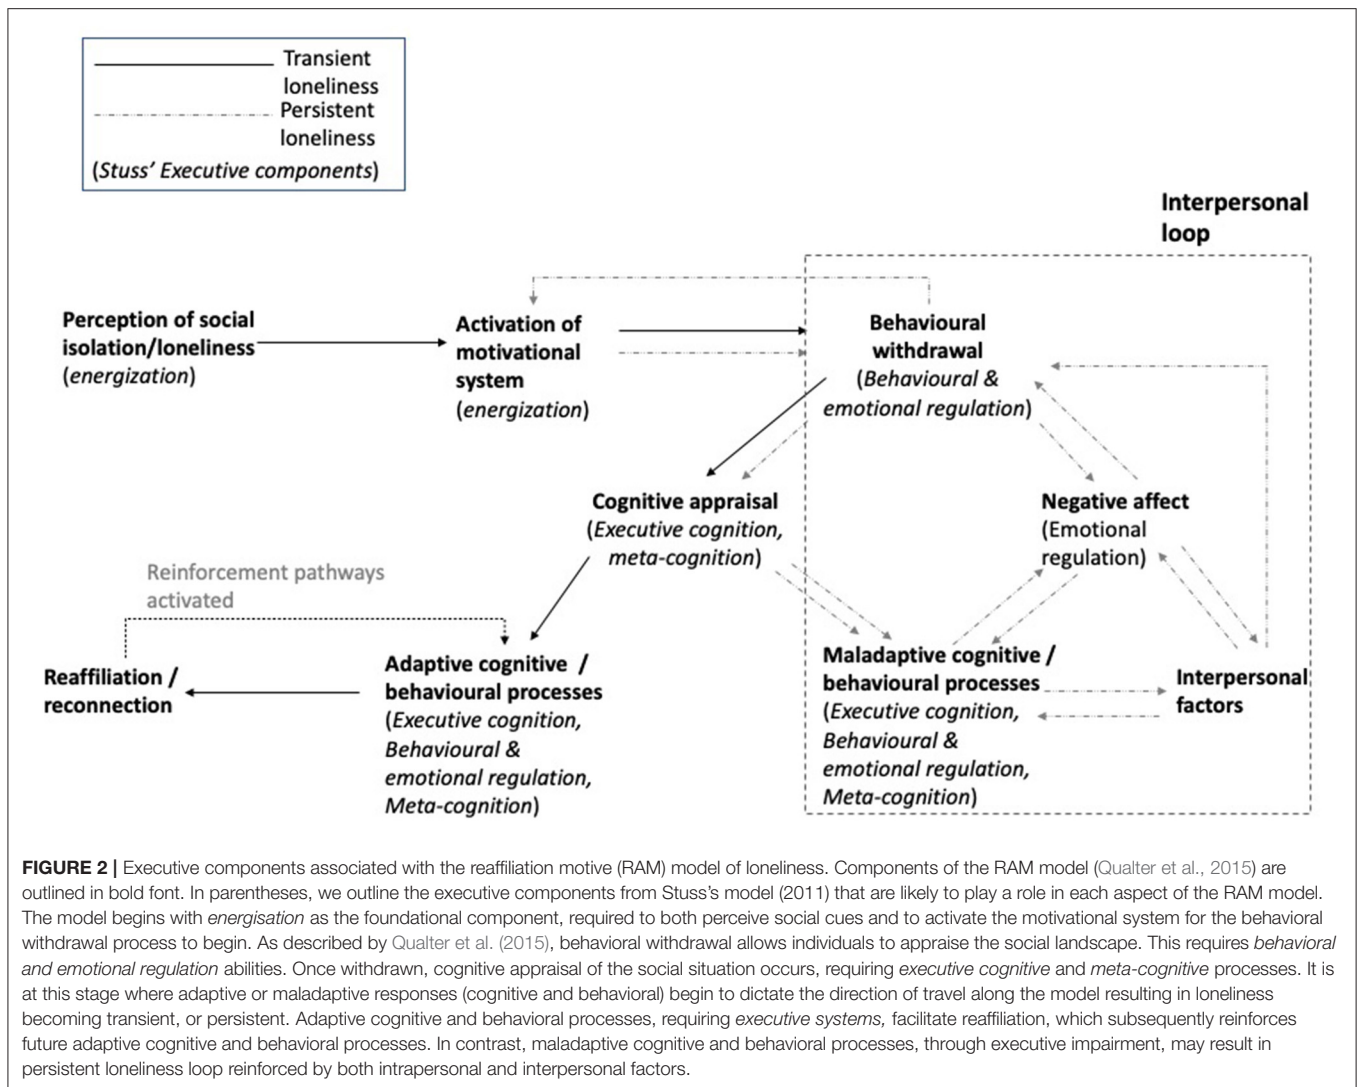 Transient
loneliness
Persistent
loneliness
(Stuss’ Executive components)
Interpersonal
loop
Perception of social
isolation/loneliness
(energization)
Activation of
motivational
system
(energization)
Behavioural
withdrawal
(Behavioural &
emotional regulation)
Cognitive appraisal
(Executive cognition,
meta-cognition)
Negative affect
(Emotional
regulation)
Reinforcement pathways
activated
Reaffiliation /
reconnection
Adaptive cognitive /
behavioural processes
(Executive cognition,
Behavioural &
emotional regulation,
Meta-cognition)
Maladaptive cognitive /
behavioural processes
(Executive cognition,
Behavioural &
emotional regulation,
Meta-cognition)
Interpersonal
factors
FIGURE 2 | Executive components associated with the reaffiliation motive (RAM) model of loneliness. Components of the RAM model (Qualter et al., 2015) are
outlined in bold font. In parentheses, we outline the executive components from Stuss’s model (2011) that are likely to play a role in each aspect of the RAM model.
The model begins with energisation as the foundational component, required to both perceive social cues and to activate the motivational system for the behavioral
withdrawal process to begin. As described by Qualter et al. (2015), behavioral withdrawal allows individuals to appraise the social landscape. This requires behavioral
and emotional regulation abilities. Once withdrawn, cognitive appraisal of the social situation occurs, requiring executive cognitive and meta-cognitive processes. It is
at this stage where adaptive or maladaptive responses (cognitive and behavioral) begin to dictate the direction of travel along the model resulting in loneliness
becoming transient, or persistent. Adaptive cognitive and behavioral processes, requiring executive systems, facilitate reaffiliation, which subsequently reinforces
future adaptive cognitive and behavioral processes. In contrast, maladaptive cognitive and behavioral processes, through executive impairment, may result in
persistent loneliness loop reinforced by both intrapersonal and interpersonal factors.